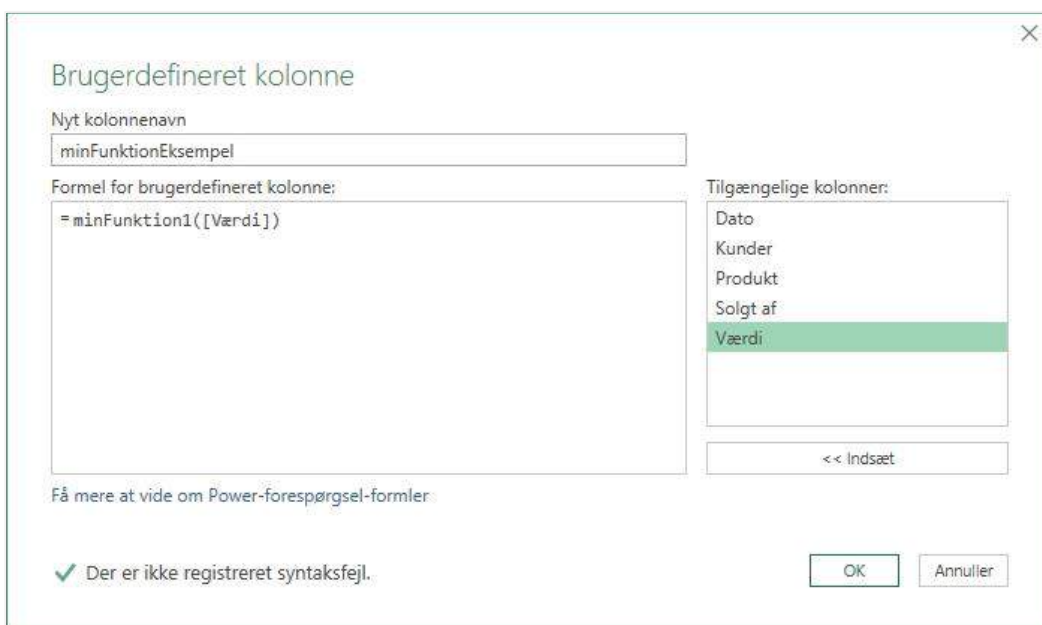 Brugerdefineret kolonne
Nyt kolonnenavn
minFunktionEksempel
Formel for brugerdefineret kolonne:
=minFunktion1([Værdi])
Tilgængelige kolonner:
Dato
Kunder
Produkt
Solgt af
Værdi
<< Indsæt
Få mere at vide om Power-forespørgsel-formler
Der er ikke registreret syntaksfejl.
OK
Annuller